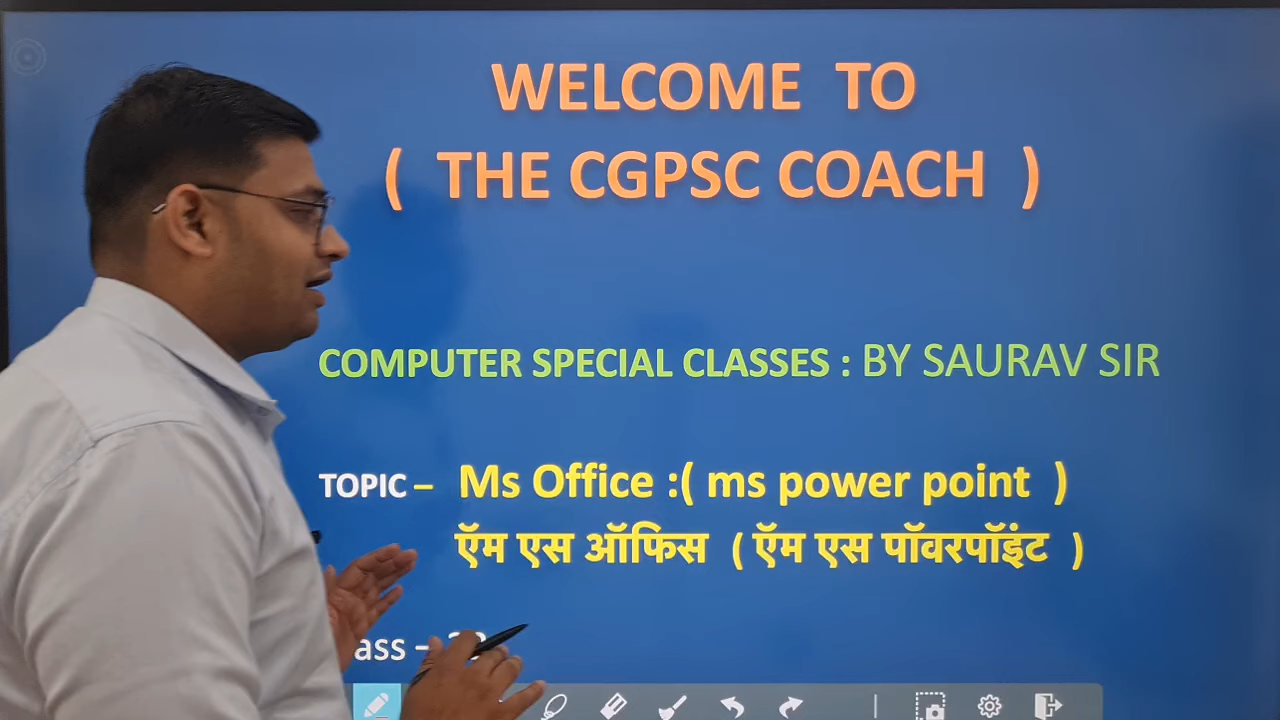 WELCOME TO
( THE CGPSC COACH )
COMPUTER SPECIAL CLASSES : BY SAURAV SIR
TOPIC – Ms Office :( ms power point )
ऍम एस ऑफिस ( ऍम एस पॉवरपॉइंट )
ass –